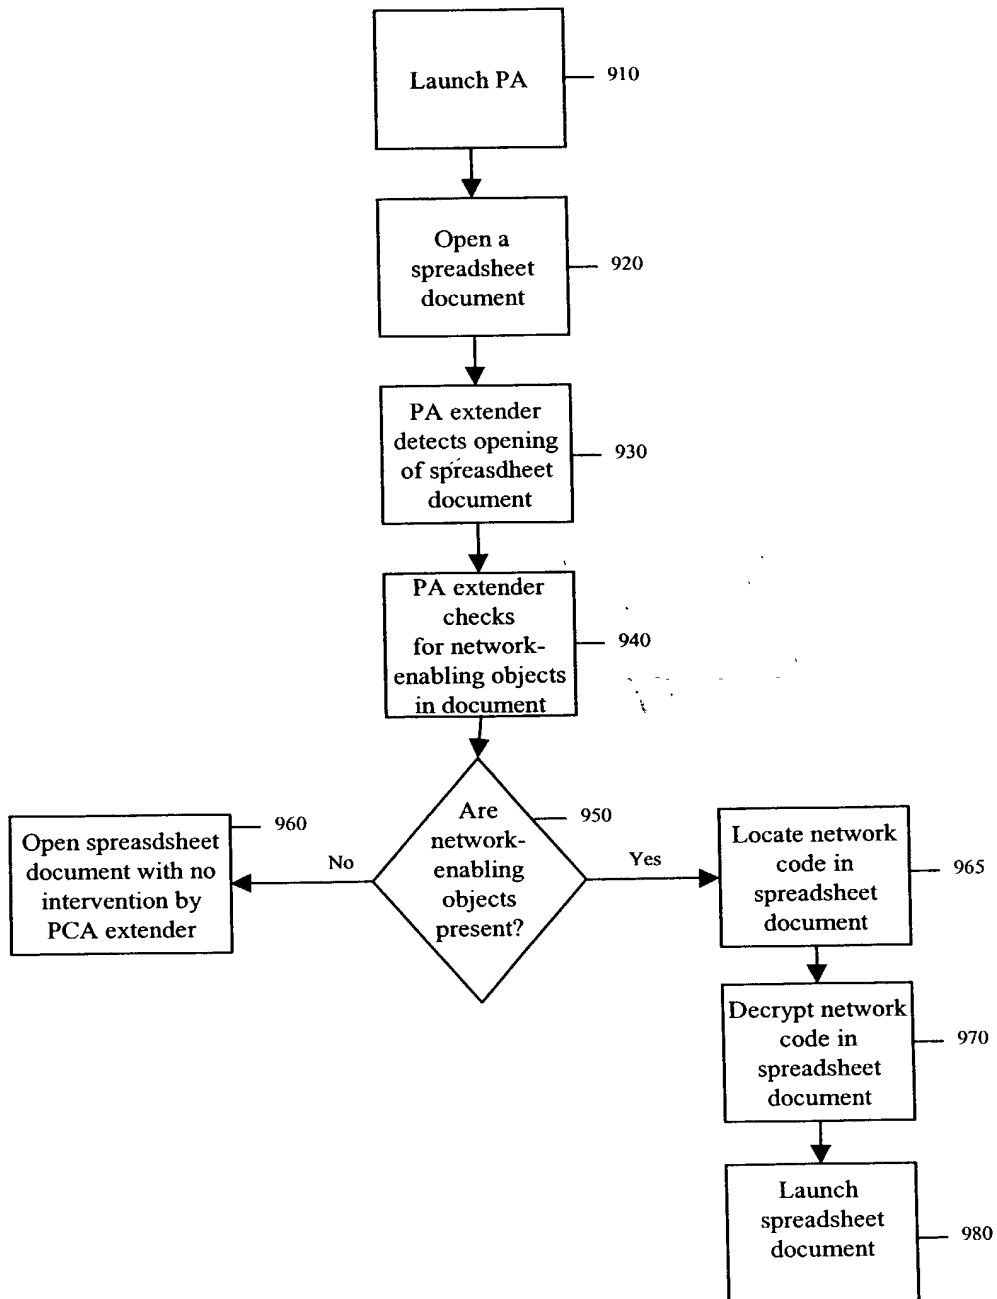 Launch PA
910
Open a
spreadsheet
document
920
PA extender
detects opening
of spreasdheet
document
930
PA extender
checks
for network-
enabling objects
in document
940
Are
network-
enabling
objects
present?
950
No
Yes
Open spreasdsheet
document with no
intervention by
PCA extender
960
Locate network
code in
spreadsheet
document
965
Decrypt network
code in
spreadsheet
document
970
Launch
spreadsheet
document
980